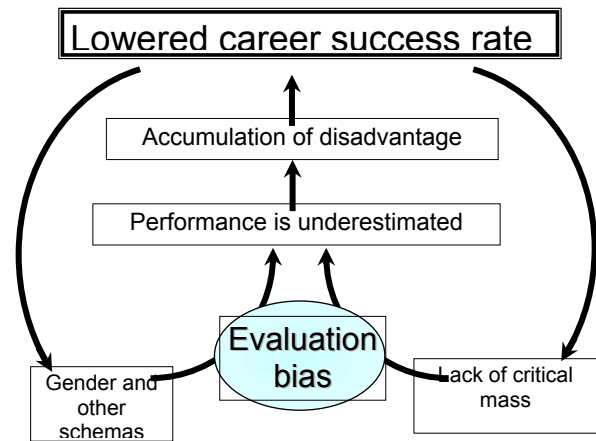 Lowered career success rate
Accumulation of disadvantage
Performance is underestimated
Evaluation
bias
Gender and
other
schemas
Lack of critical
mass